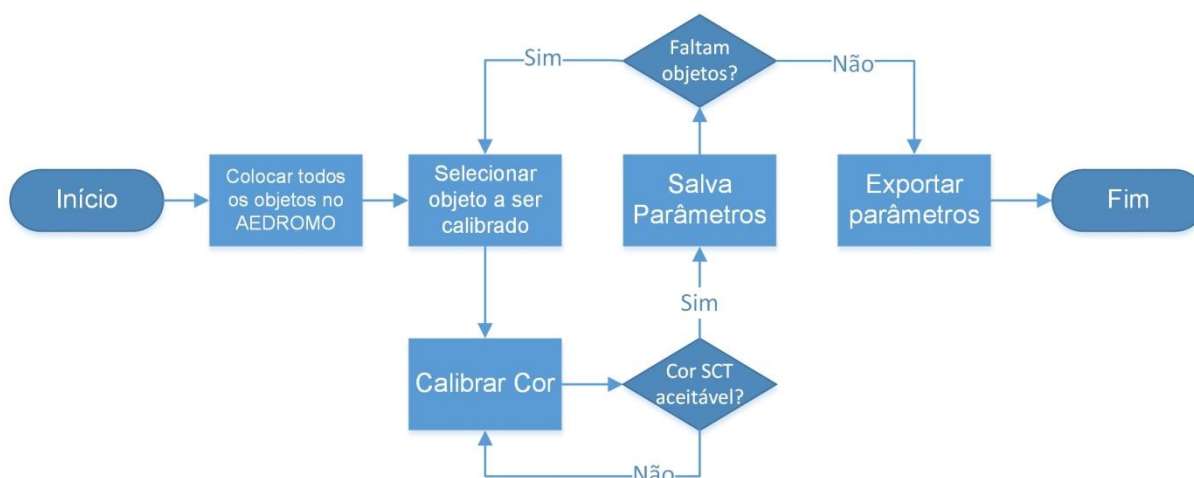 Faltam
objetos?
Sim
Não
Início
Colocar todos
os objetos no
AEDROMO
Selecionar
objeto a ser
calibrado
Salva
Parâmetros
Exportar
parâmetros
Fim
Sim
Calibrar Cor
Cor SCT
aceitável?
Não